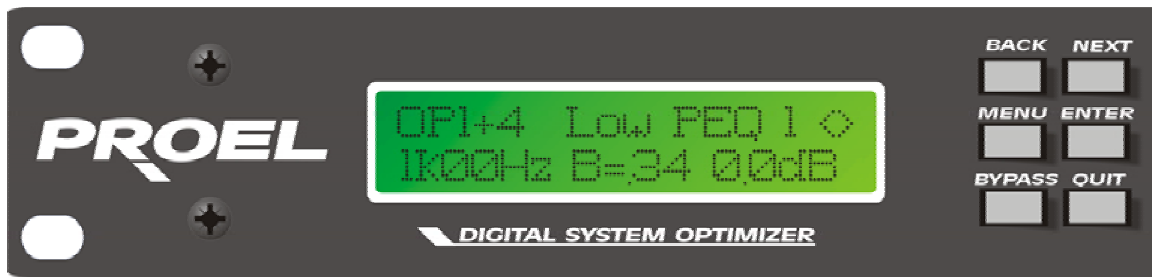 PROEL
OP1+4 Low PEQ 1 ◇
1k00Hz B=.34 0.0dB
DIGITAL SYSTEM OPTIMIZER
BACK NEXT
MENU ENTER
BYPASS QUIT